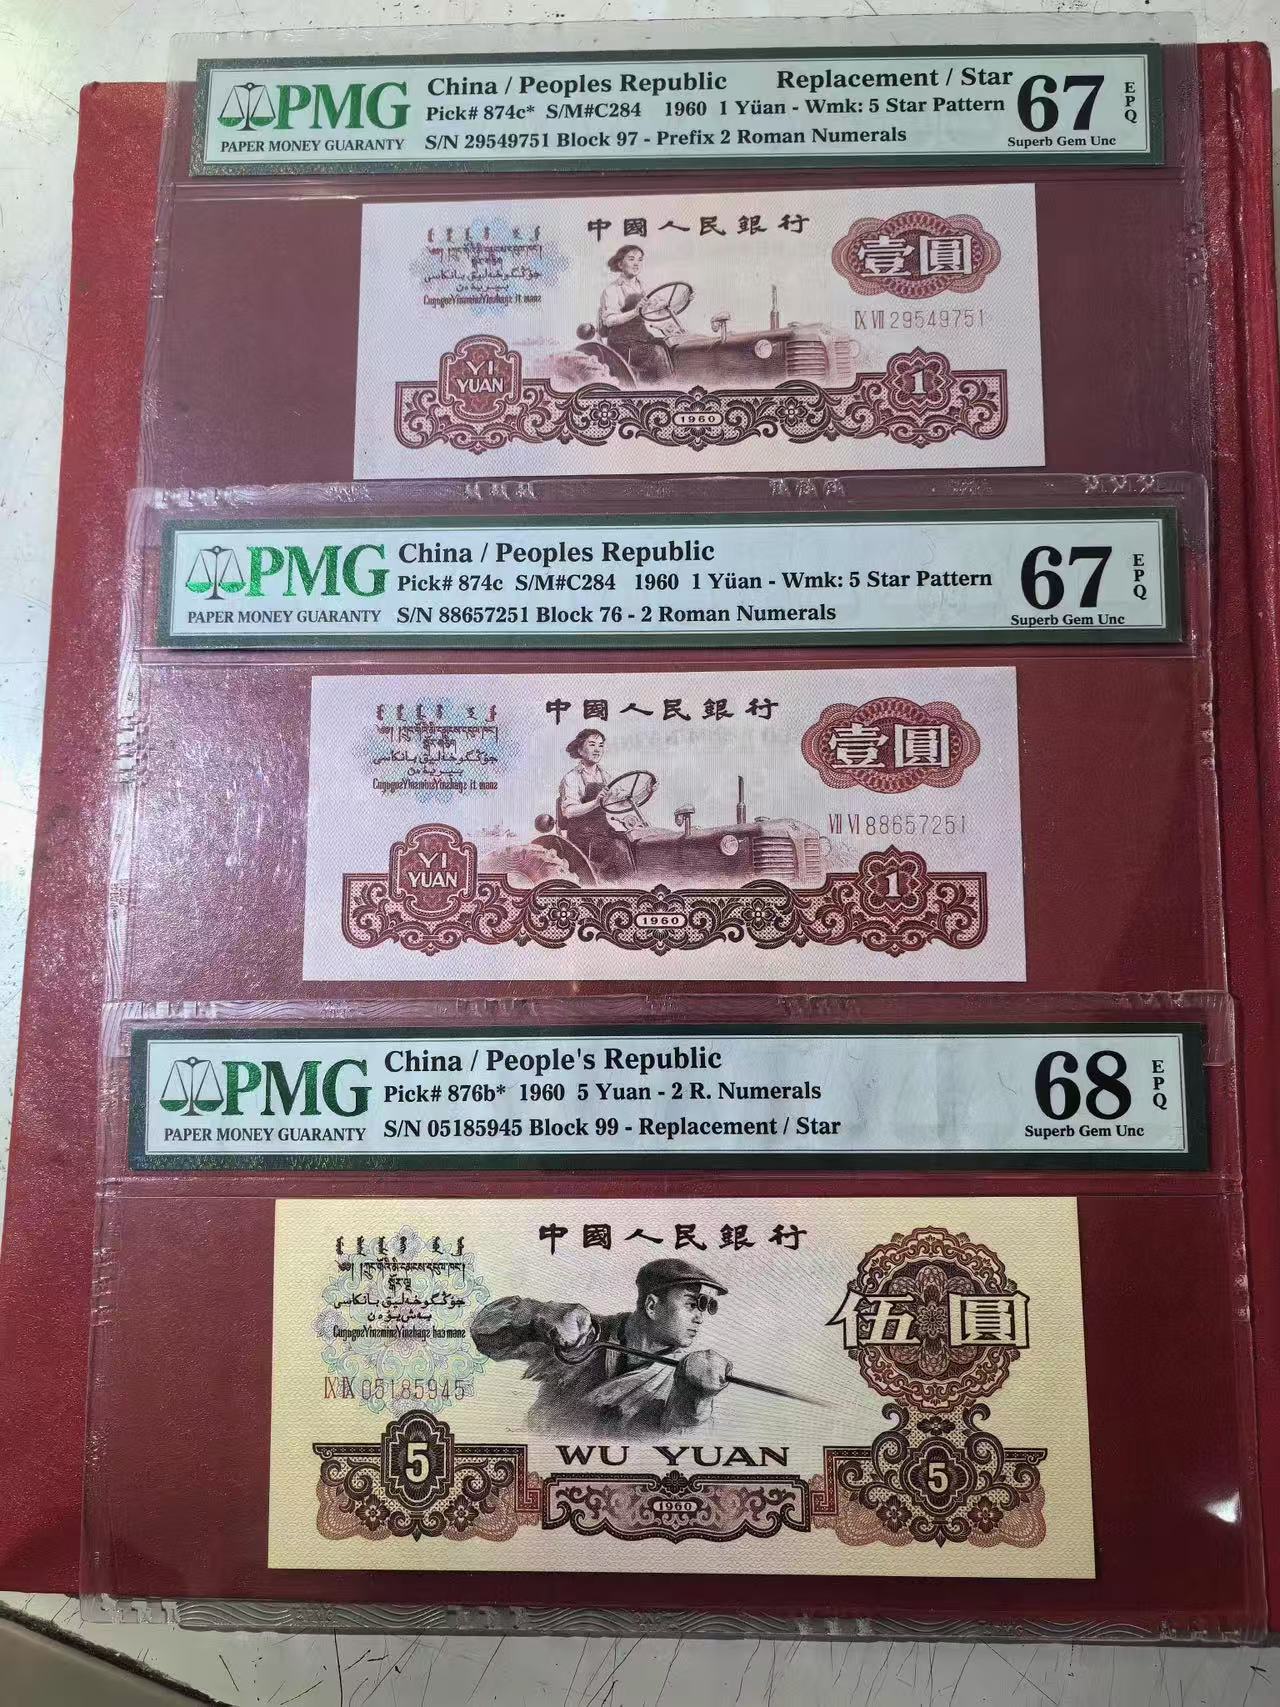 PMG
PAPER MONEY GUARANTY
China / Peoples Republic Replacement / Star
Pick# 874c* S/M#C284 1960 1 Yüan - Wmk: 5 Star Pattern
S/N 29549751 Block 97 - Prefix 2 Roman Numerals
67
EPQ
Superb Gem Unc
中國人民銀行
壹圓
IX VII 29549751
YI
YUAN
1
1960
PMG
PAPER MONEY GUARANTY
China / Peoples Republic
Pick# 874c S/M#C284 1960 1 Yüan - Wmk: 5 Star Pattern
S/N 88657251 Block 76 - 2 Roman Numerals
67
EPQ
Superb Gem Unc
中國人民銀行
壹圓
VII VI 88657251
YI
YUAN
1
1960
PMG
PAPER MONEY GUARANTY
China / People's Republic
Pick# 876b* 1960 5 Yuan - 2 R. Numerals
S/N 05185945 Block 99 - Replacement / Star
68
EPQ
Superb Gem Unc
中國人民銀行
伍圓
IX IX 05185945
5
WU YUAN
5
1960